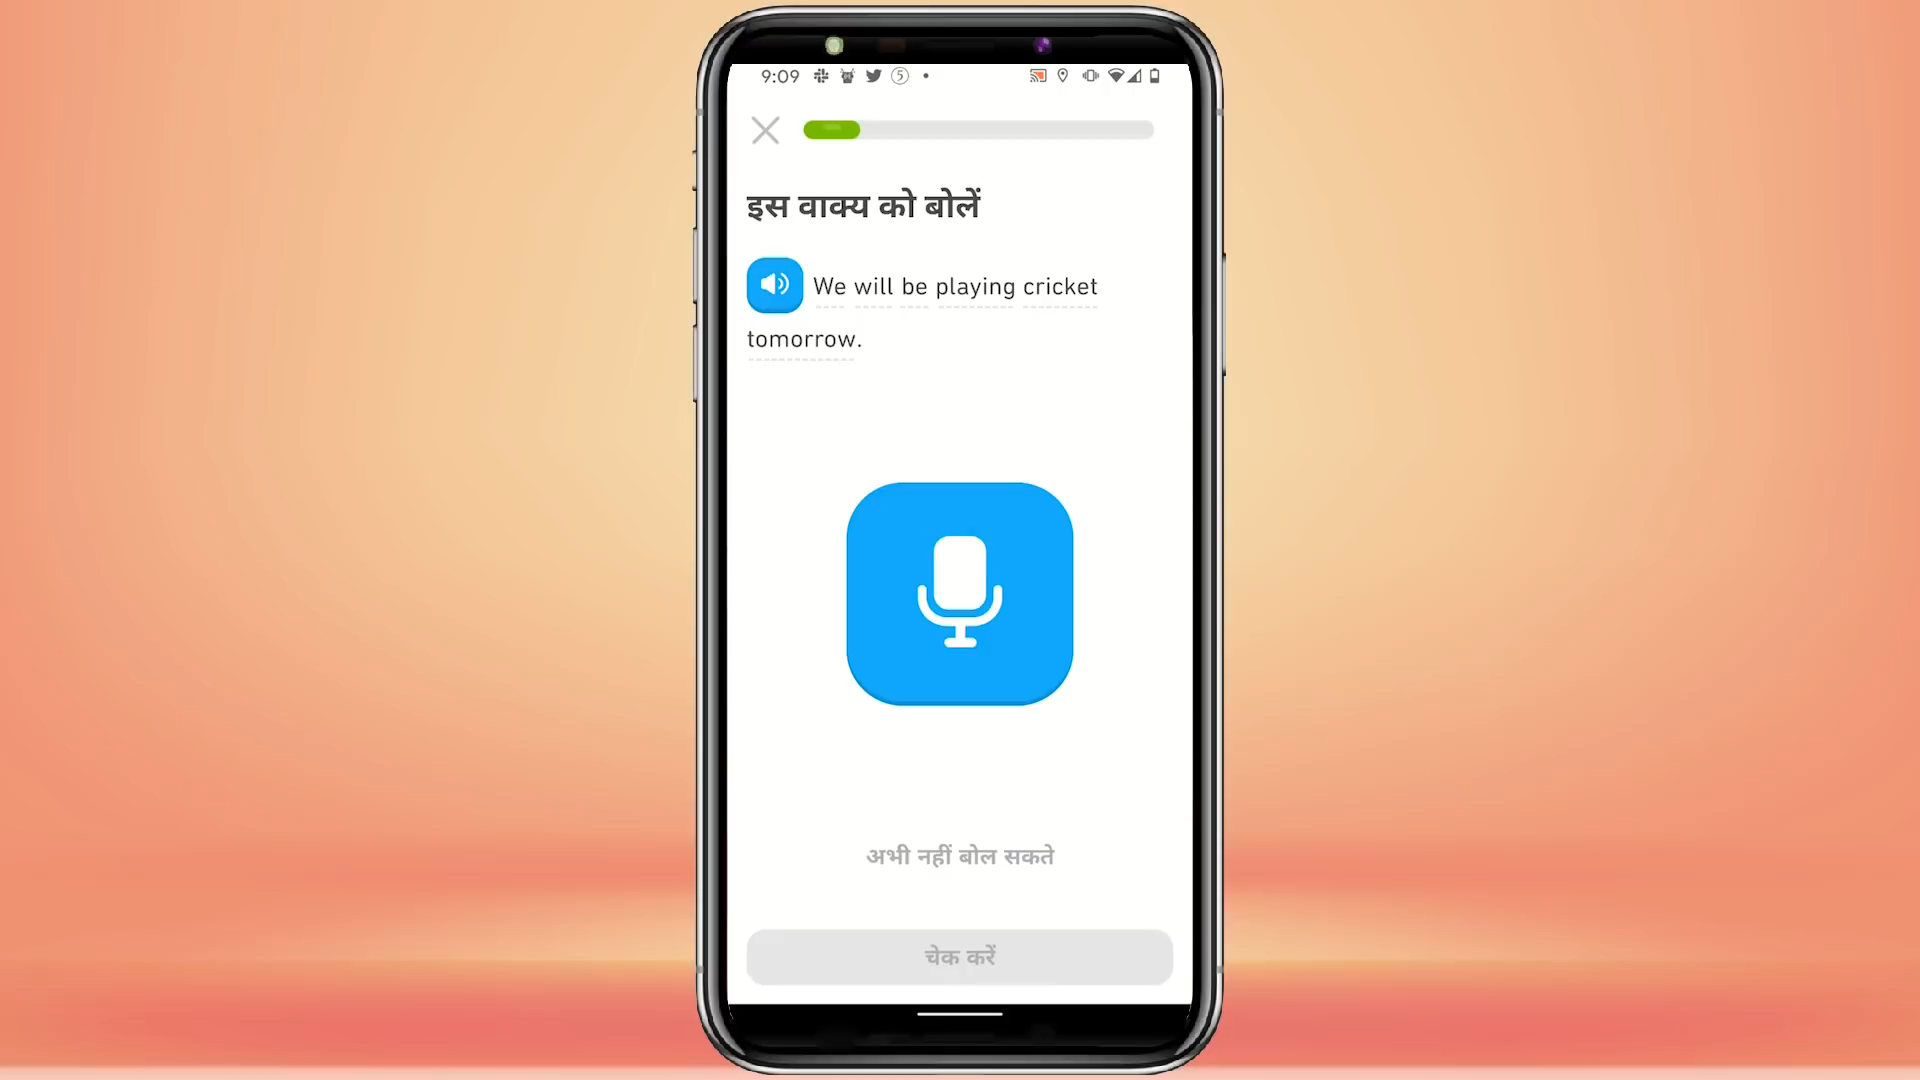 9:09
इस वाक्य को बोलें
We will be playing cricket
tomorrow.
अभी नहीं बोल सकते
चेक करें